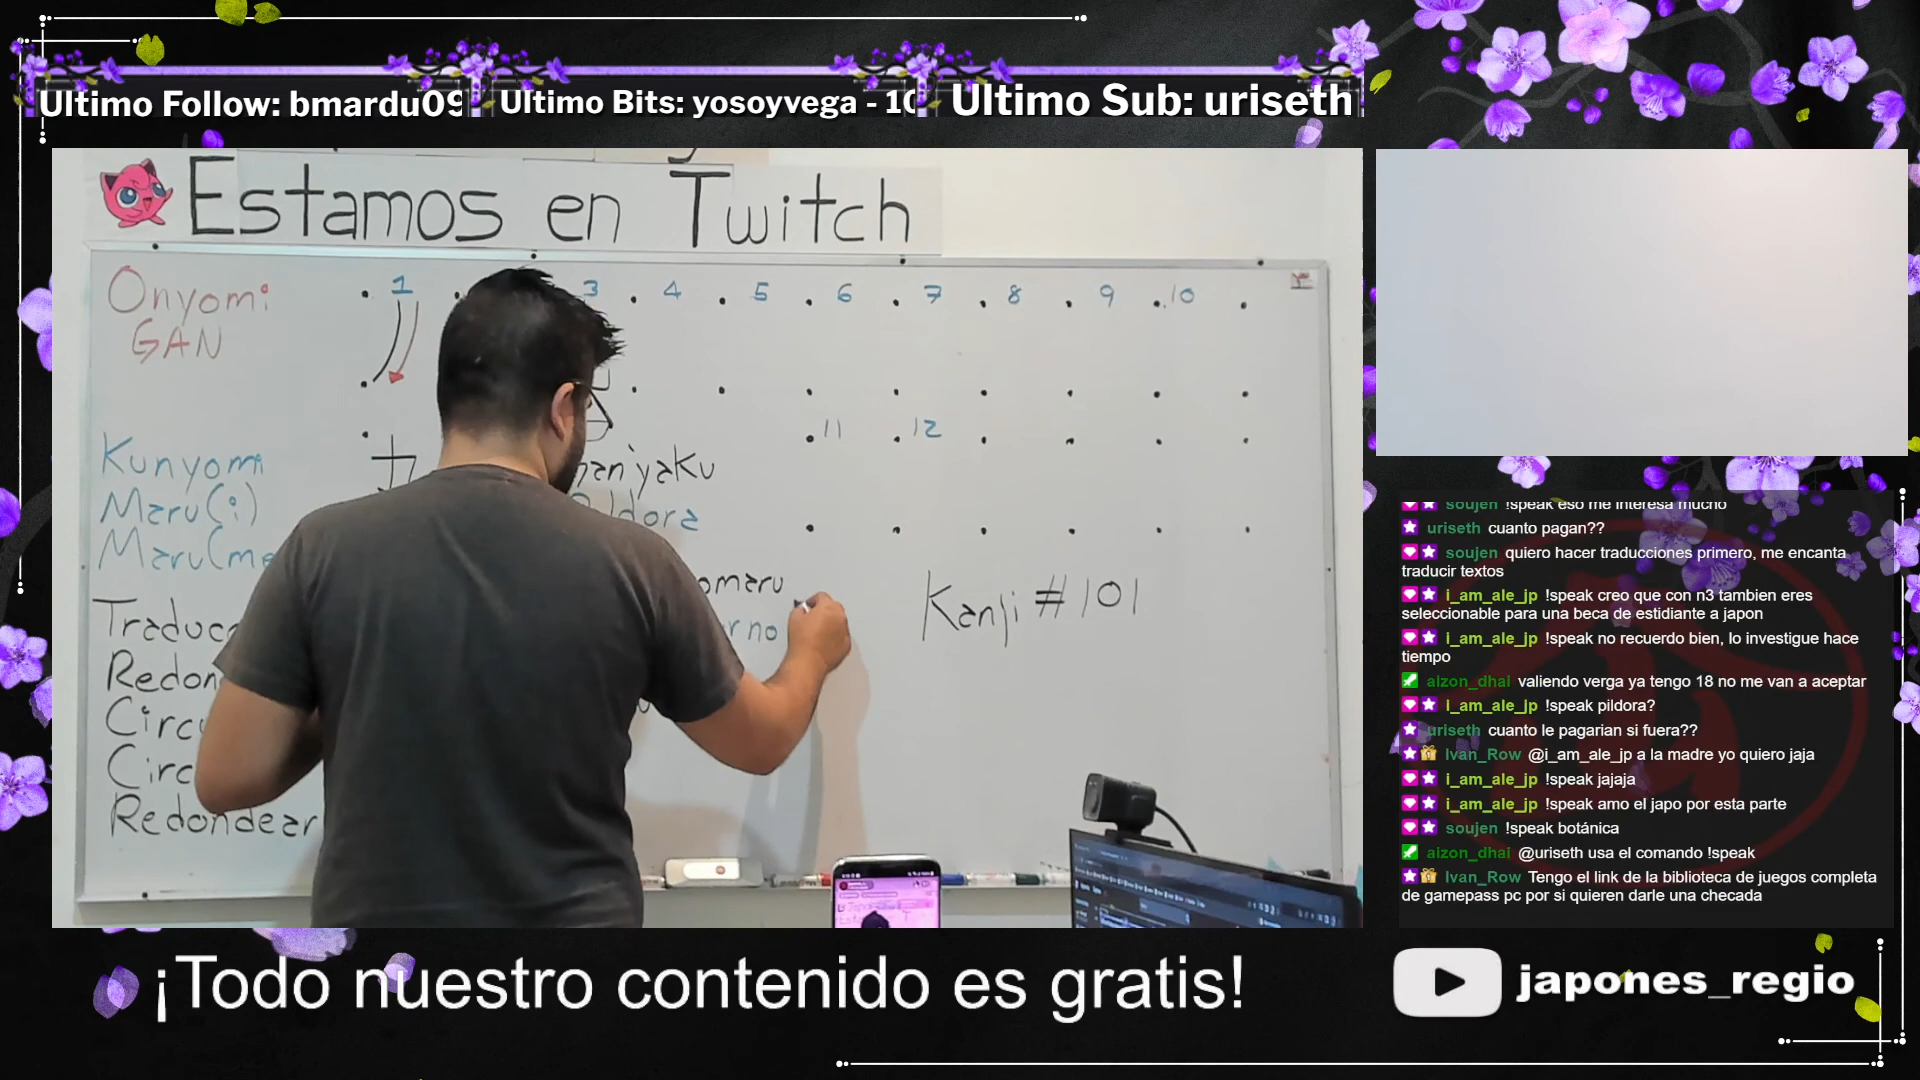 Ultimo Follow: bmardu09
Ultimo Bits: yosoyvega - 10
Ultimo Sub: uriseth
Estamos en Twitch
Onyomi
GAN
1
3
4
5
6
7
8
9
10
11
12
Kunyomi
Maru(i)
Maru(me
Kanji #101
Redondear
soujen !speak eso me interesa mucho
uriseth cuanto pagan??
soujen quiero hacer traducciones primero, me encanta
traducir textos
i_am_ale_jp !speak creo que con n3 tambien eres
seleccionable para una beca de estidiante a japon
i_am_ale_jp !speak no recuerdo bien, lo investigue hace
tiempo
aizon_dhai valiendo verga ya tengo 18 no me van a aceptar
i_am_ale_jp !speak pildora?
uriseth cuanto le pagarian si fuera??
Ivan_Row @i_am_ale_jp a la madre yo quiero jaja
i_am_ale_jp !speak jajaja
i_am_ale_jp !speak amo el japo por esta parte
soujen !speak botánica
aizon_dhai @uriseth usa el comando !speak
Ivan_Row Tengo el link de la biblioteca de juegos completa
de gamepass pc por si quieren darle una checada
¡Todo nuestro contenido es gratis!
japones_regio